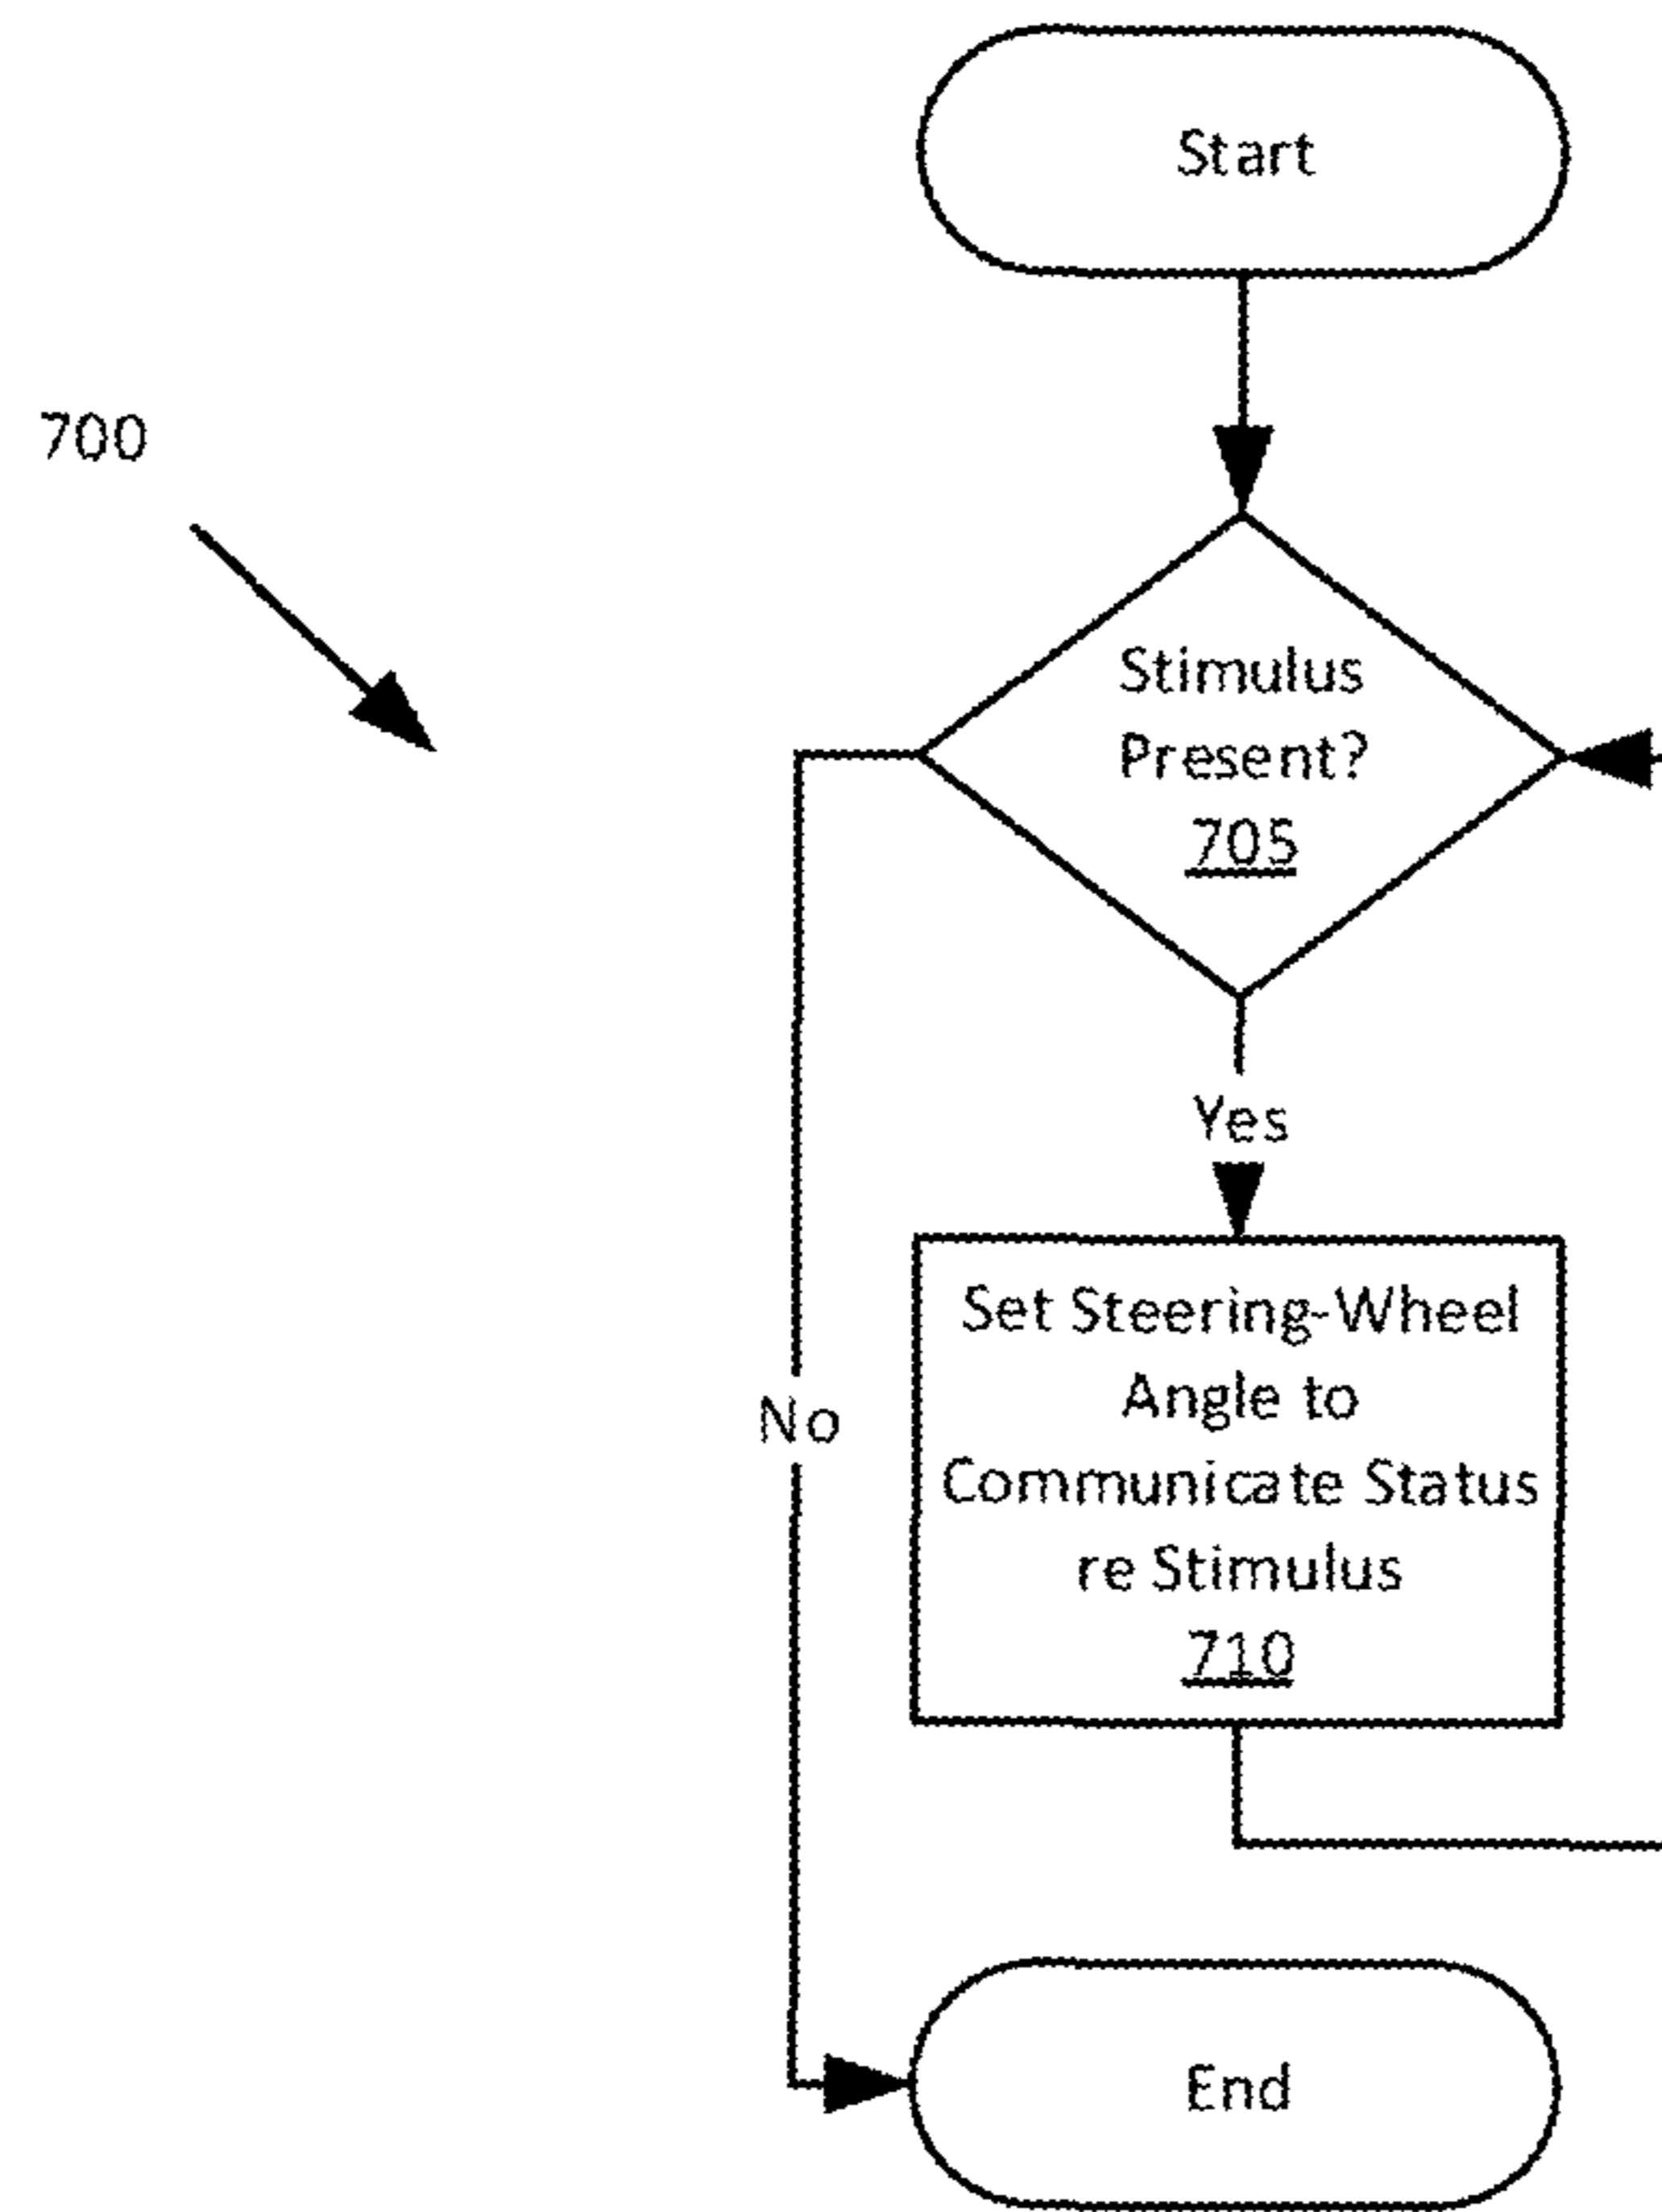 Start
700
Stimulus
Present?
705
Yes
Set Steering-Wheel
Angle to
Communicate Status
re Stimulus
710
No
End